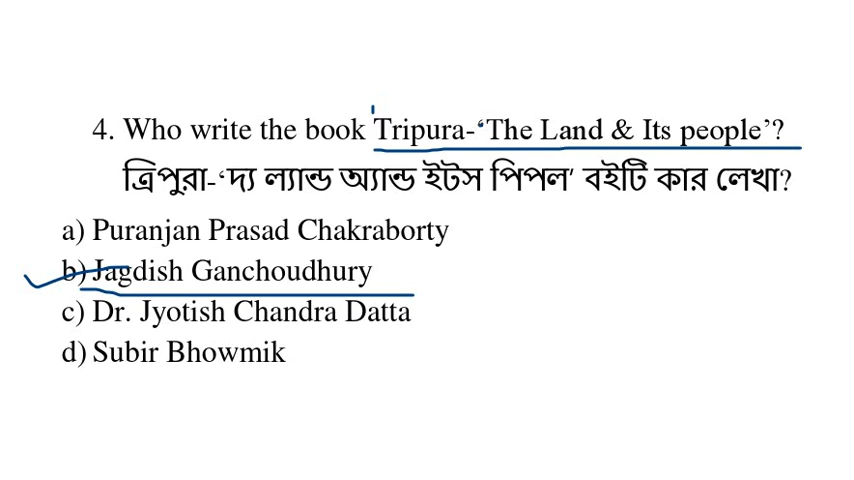 4. Who write the book Tripura-‘The Land & Its people’?
ত্রিপুরা-‘দ্য ল্যান্ড অ্যান্ড ইটস পিপল’ বইটি কার লেখা?
a) Puranjan Prasad Chakraborty
b) Jagdish Ganchoudhury
c) Dr. Jyotish Chandra Datta
d) Subir Bhowmik